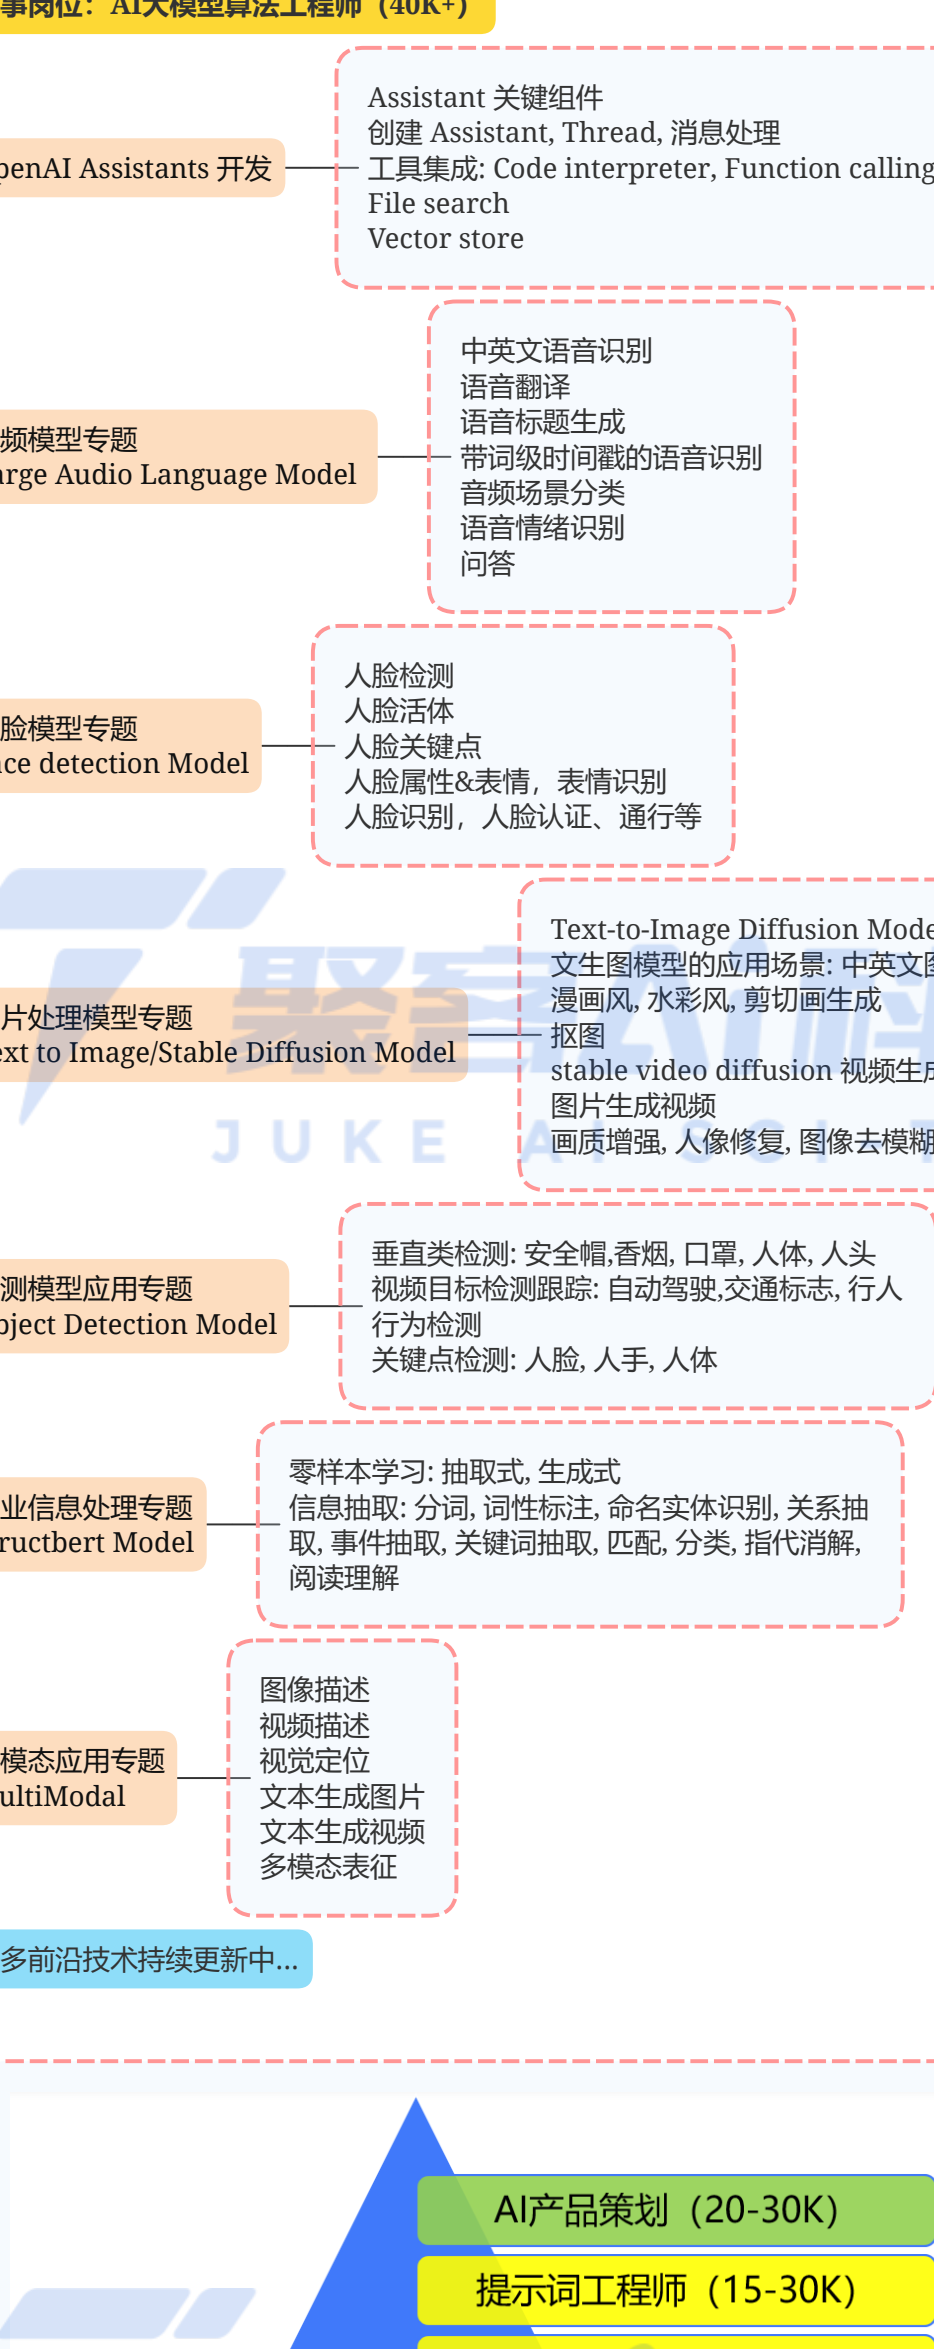 事岗位：AI大模型算法工程师（40K+）
Assistant 关键组件
创建 Assistant, Thread, 消息处理
penAI Assistants 开发
工具集成: Code interpreter, Function calling
File search
Vector store
中英文语音识别
语音翻译
语音标题生成
频模型专题
arge Audio Language Model
带词级时间戳的语音识别
音频场景分类
语音情绪识别
问答
人脸检测
人脸活体
脸模型专题
ace detection Model
人脸关键点
人脸属性&表情，表情识别
人脸识别，人脸认证、通行等
Text-to-Image Diffusion Mode
文生图模型的应用场景: 中英文图
漫画风, 水彩风, 剪切画生成
片处理模型专题
ext to Image/Stable Diffusion Model
抠图
stable video diffusion 视频生成
图片生成视频
画质增强, 人像修复, 图像去模糊
聚客AI科
JUKE AI SCI-T
垂直类检测: 安全帽,香烟, 口罩, 人体, 人头
测模型应用专题
bject Detection Model
视频目标检测跟踪: 自动驾驶,交通标志, 行人
行为检测
关键点检测: 人脸, 人手, 人体
零样本学习: 抽取式, 生成式
业信息处理专题
ructbert Model
信息抽取: 分词, 词性标注, 命名实体识别, 关系抽
取, 事件抽取, 关键词抽取, 匹配, 分类, 指代消解,
阅读理解
图像描述
视频描述
模态应用专题
ultiModal
视觉定位
文本生成图片
文本生成视频
多模态表征
多前沿技术持续更新中...
AI产品策划（20-30K）
提示词工程师（15-30K）